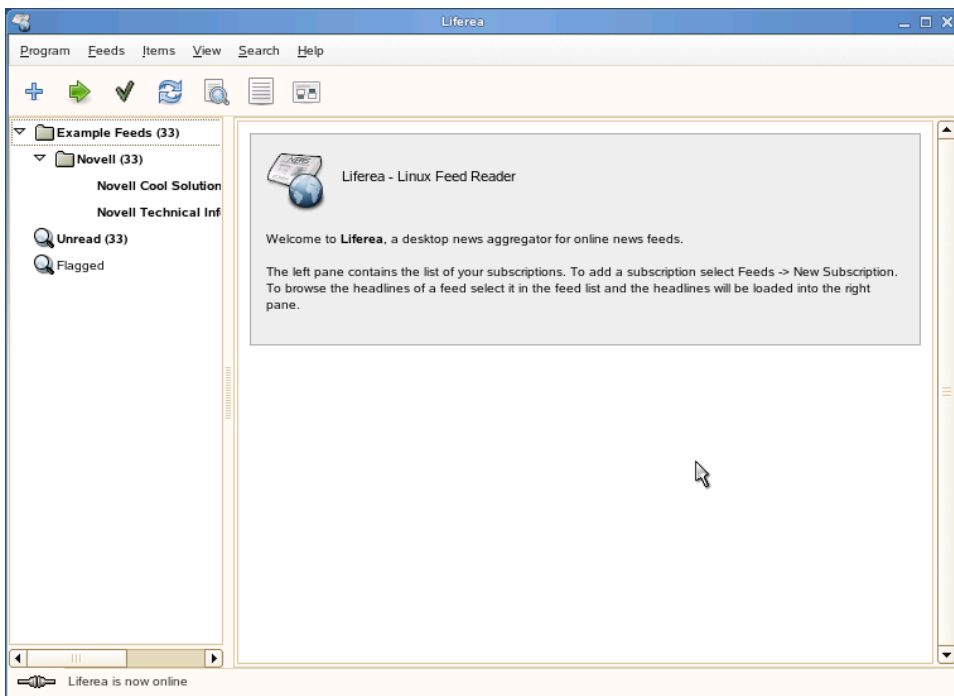 Liferea
Program Feeds Items View Search Help
Example Feeds (33)
Novell (33)
Novell Cool Solution
Novell Technical Inf
Unread (33)
Flagged
NEWS
Liferea - Linux Feed Reader
Welcome to Liferea, a desktop news aggregator for online news feeds.
The left pane contains the list of your subscriptions. To add a subscription select Feeds -> New Subscription.
To browse the headlines of a feed select it in the feed list and the headlines will be loaded into the right
pane.
Liferea is now online